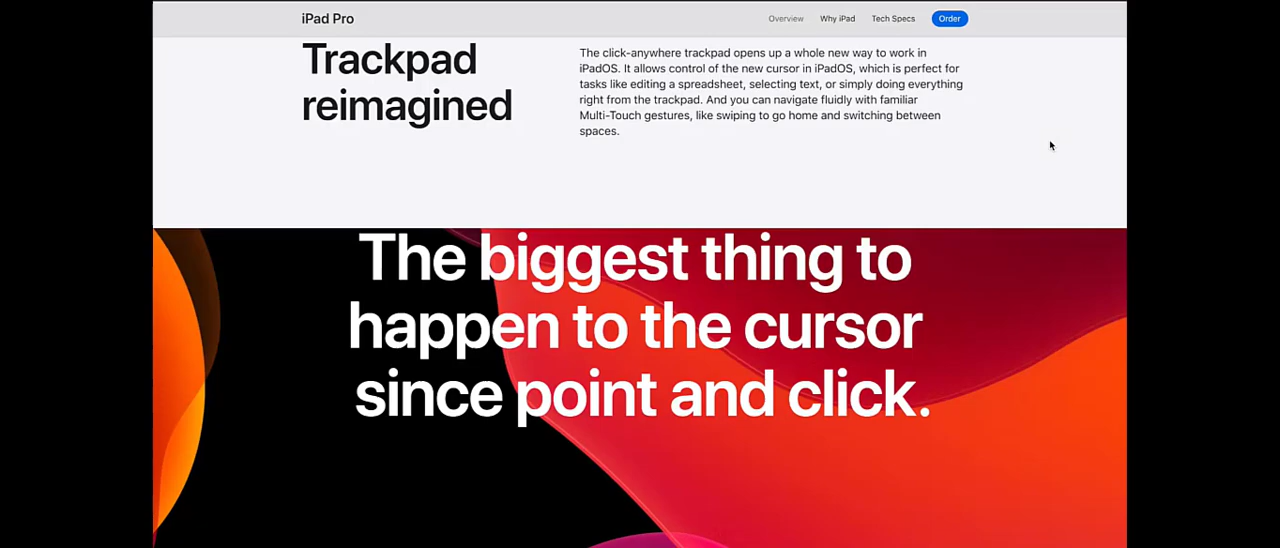 iPad Pro
Overview Why iPad Tech Specs Order
Trackpad
reimagined
The click-anywhere trackpad opens up a whole new way to work in
iPadOS. It allows control of the new cursor in iPadOS, which is perfect for
tasks like editing a spreadsheet, selecting text, or simply doing everything
right from the trackpad. And you can navigate fluidly with familiar
Multi-Touch gestures, like swiping to go home and switching between
spaces.
The biggest thing to
happen to the cursor
since point and click.